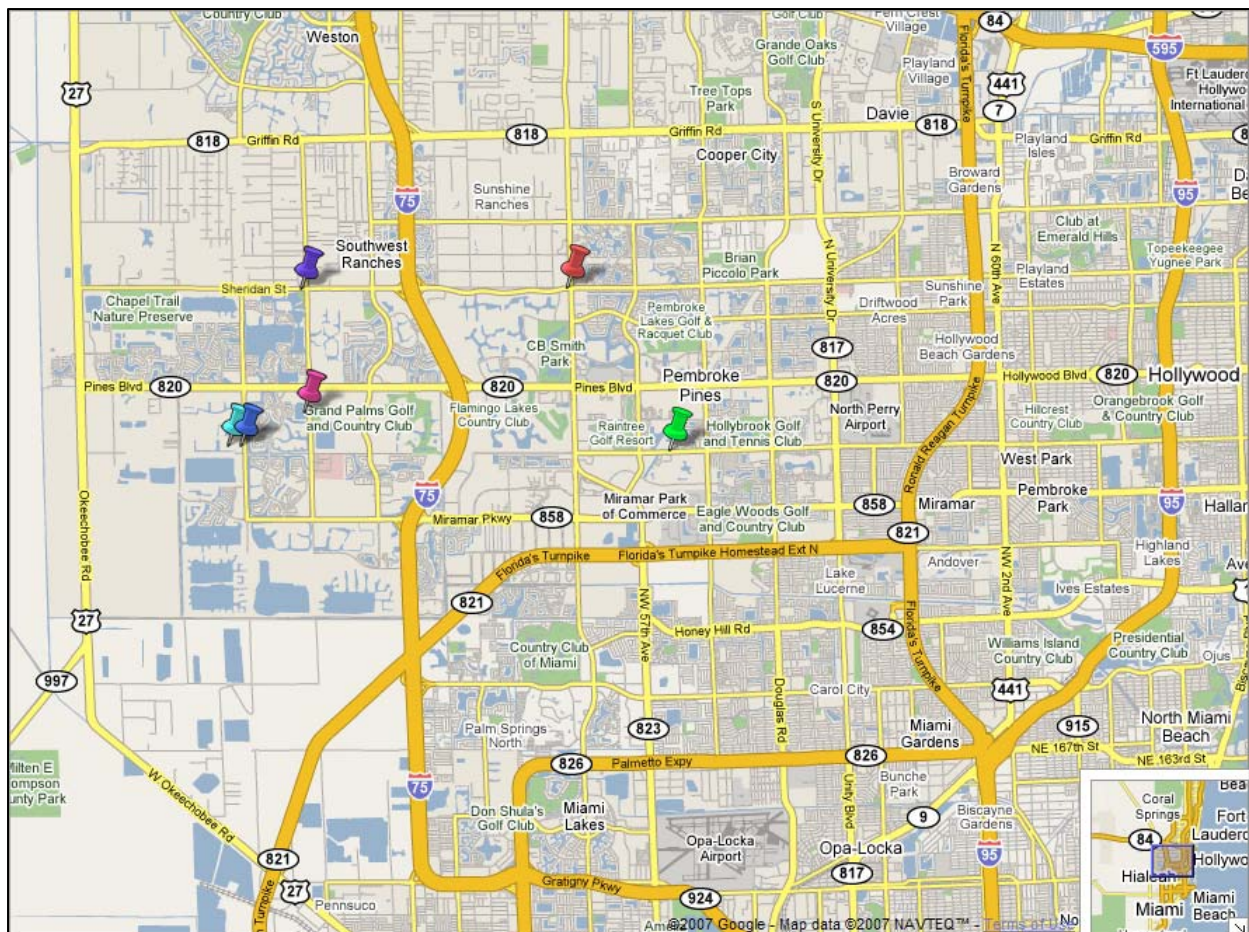 Country Club
Weston
27
84
Golf Club
Village
Grande Oaks
Golf Club
Playland
Village
Florida's Turnpike
441
7
595
Ft Lauder
Hollywo
International
Tree Tops
Park
S University Dr
Davie
818
Griffin Rd
818
Griffin Rd
818
Playland
Isles
Griffin Rd
Cooper City
Broward
Gardens
75
95
Sunshine
Ranches
Club at
Emerald Hills
Southwest
Ranches
Brian
Piccolo Park
N University Dr
N 60th Ave
Topeekeegee
Yugnee Park
Playland
Estates
Sheridan St
Chapel Trail
Nature Preserve
Pembroke
Lakes Golf &
Racquet Club
Driftwood
Acres
Sunshine
Park
CB Smith
Park
817
Hollywood
Beach Gardens
Pines Blvd
820
820
Pines Blvd
Pembroke
Pines
820
Hollywood Blvd
820
Hollywood
Grand Palms Golf
and Country Club
Flamingo Lakes
Country Club
Raintree
Golf Resort
Hollybrook Golf
and Tennis Club
North Perry
Airport
Ronald Reagan Turnpike
Hillcrest
Country Club
Orangebrook Golf
& Country Club
West Park
Okeechobee Rd
75
Miramar Pkwy
858
Miramar Park
of Commerce
Eagle Woods Golf
and Country Club
858
Miramar
Pembroke
Park
95
Hallan
821
Florida's Turnpike
Florida's Turnpike Homestead Ext N
Andover
NW 2nd Ave
Highland
Lakes
Lake
Lucerne
Ives Estates
821
27
NW 57th Ave
Honey Hill Rd
854
Florida's Turnpike
Country Club
of Miami
Williams Island
Country Club
Presidential
Country Club
Ojus
997
Douglas Rd
Carol City
441
Palm Springs
North
823
Miami
Gardens
915
North Miami
Beach
826
Palmetto Expy
826
NE 167th St
NE 163rd St
75
Unity Blvd
Bunche
Park
W Okeechobee Rd
Don Shula's
Golf Club
Miami
Lakes
9
Biscayne
Gardens
Opa-Locka
Airport
Opa-Locka
817
95
821
27
Gratigny Pkwy
924
Pennsuco
Coral
Springs
84
Fort
Lauderd
Hollywo
Hialeah
Miami
Miami
Beach
©2007 Google - Map data ©2007 NAVTEQ™ - Terms of Use